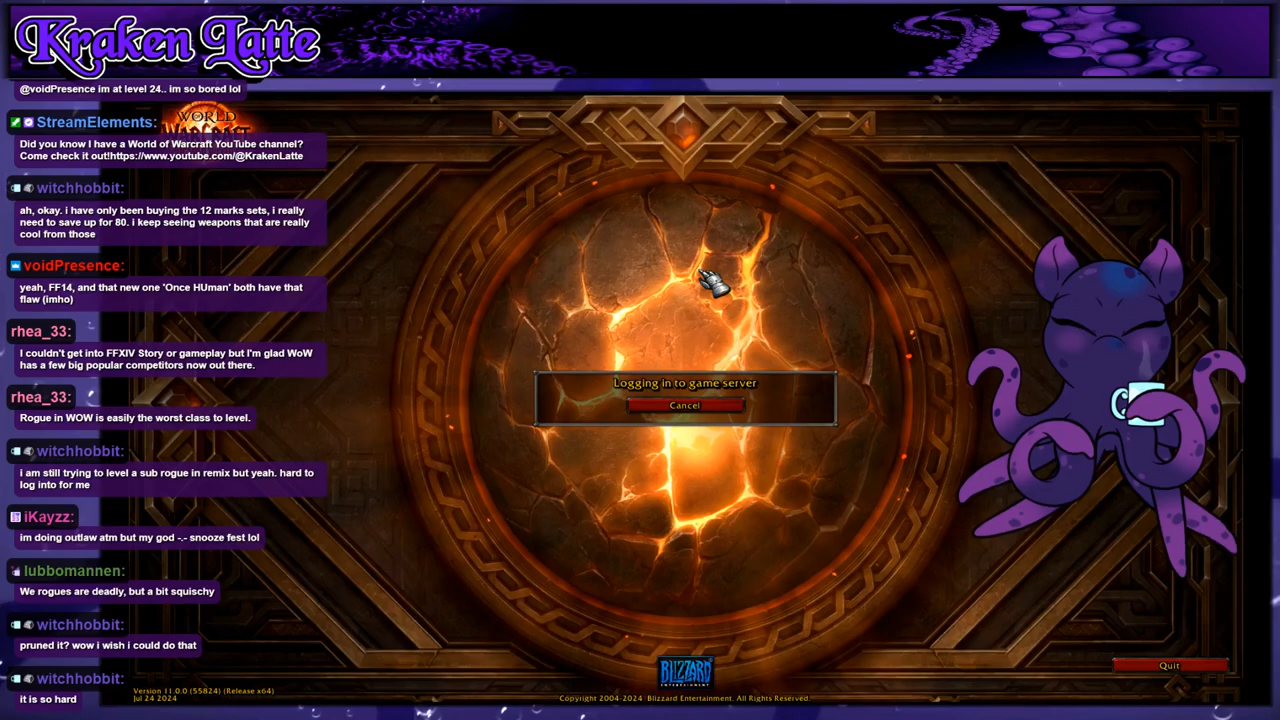 Kraken Latte
@voidPresence im at level 24.. im so bored lol
WORLD
WARCRAFT
StreamElements:
Did you know I have a World of Warcraft YouTube channel?
Come check it out!https://www.youtube.com/@KrakenLatte
witchhobbit:
ah, okay. i have only been buying the 12 marks sets, i really
need to save up for 80. i keep seeing weapons that are really
cool from those
voidPresence:
yeah, FF14, and that new one 'Once HUman' both have that
flaw (imho)
rhea_33:
I couldn't get into FFXIV Story or gameplay but I'm glad WoW
has a few big popular competitors now out there.
rhea_33:
Rogue in WOW is easily the worst class to level.
witchhobbit:
i am still trying to level a sub rogue in remix but yeah. hard to
log into for me
iKayzz:
im doing outlaw atm but my god -.- snooze fest lol
lubbomannen:
We rogues are deadly, but a bit squischy
witchhobbit:
pruned it? wow i wish i could do that
witchhobbit:
it is so hard
Logging in to game server
Cancel
Quit
BLIZZARD
ENTERTAINMENT
Version 11.0.0 (55824) (Release x64)
Jul 24 2024
Copyright 2004-2024 Blizzard Entertainment. All Rights Reserved.